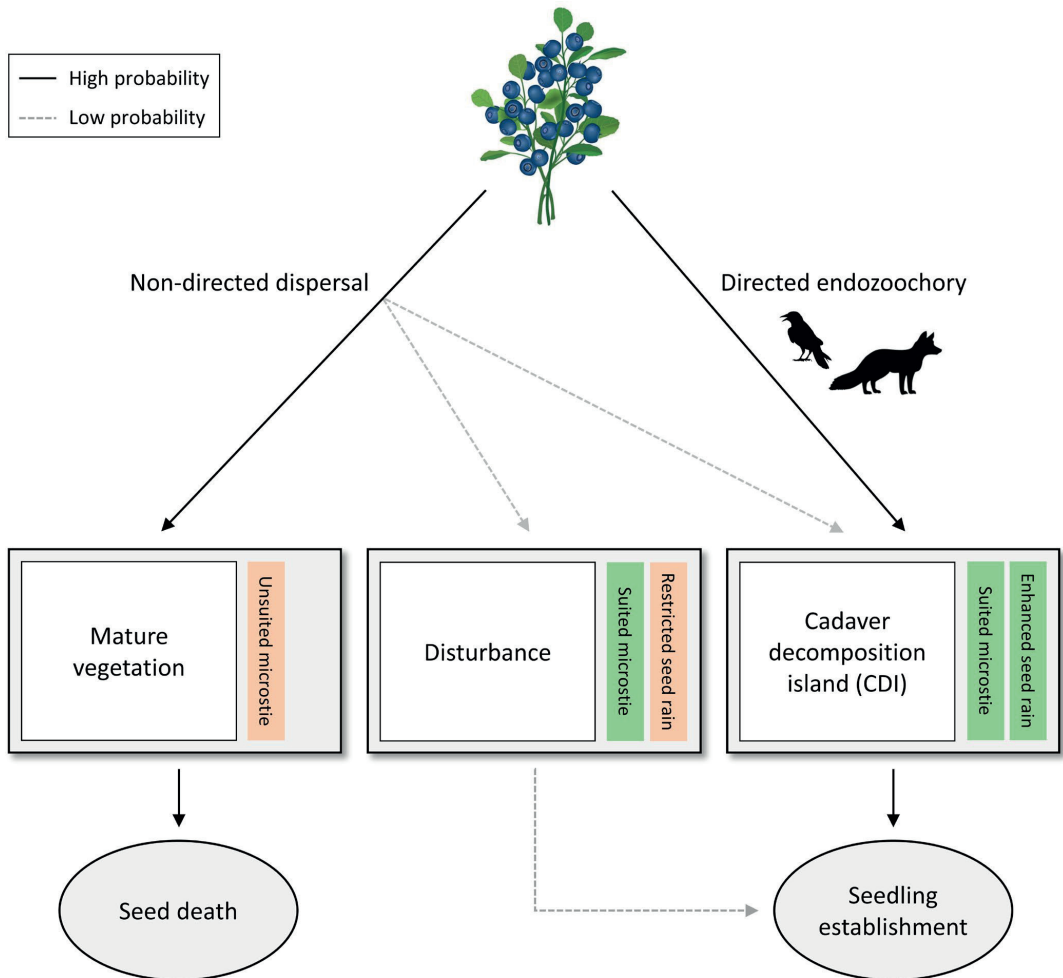 High probability
Low probability
Non-directed dispersal
Directed endozoochory
Mature
vegetation
Unsuited microstie
Disturbance
Suited microstie
Restricted seed rain
Cadaver
decomposition
island (CDI)
Suited microstie
Enhanced seed rain
Seed death
Seedling
establishment